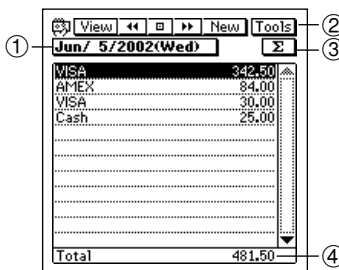 View New Tools ②
① Jun/ 5/2002(Wed) Σ ③
VISA 342.50
AMEX 84.00
VISA 30.00
Cash 25.00
Total 481.50 ④